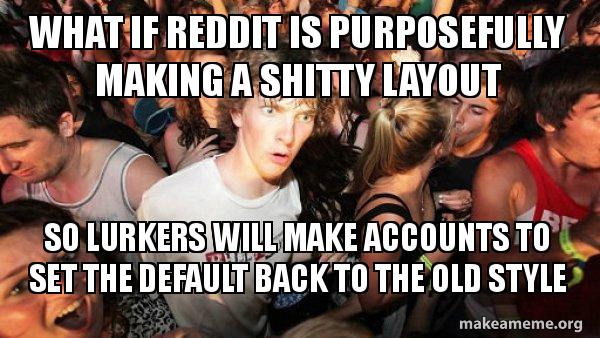 WHAT IF REDDIT IS PURPOSEFULLY
MAKING A SHITTY LAYOUT
SO LURKERS WILL MAKE ACCOUNTS TO
SET THE DEFAULT BACK TO THE OLD STYLE
makeameme.org